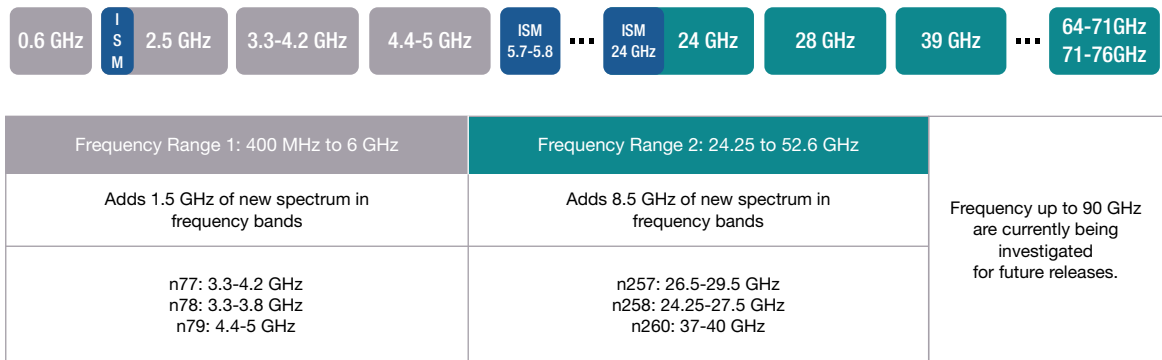 0.6 GHz
I
S
M
2.5 GHz
3.3-4.2 GHz
4.4-5 GHz
ISM
5.7-5.8
...
ISM
24 GHz
24 GHz
28 GHz
39 GHz
...
64-71GHz
71-76GHz
Frequency Range 1: 400 MHz to 6 GHz
Frequency Range 2: 24.25 to 52.6 GHz
Adds 1.5 GHz of new spectrum in
frequency bands
Adds 8.5 GHz of new spectrum in
frequency bands
Frequency up to 90 GHz
are currently being
investigated
for future releases.
n77: 3.3-4.2 GHz
n78: 3.3-3.8 GHz
n79: 4.4-5 GHz
n257: 26.5-29.5 GHz
n258: 24.25-27.5 GHz
n260: 37-40 GHz